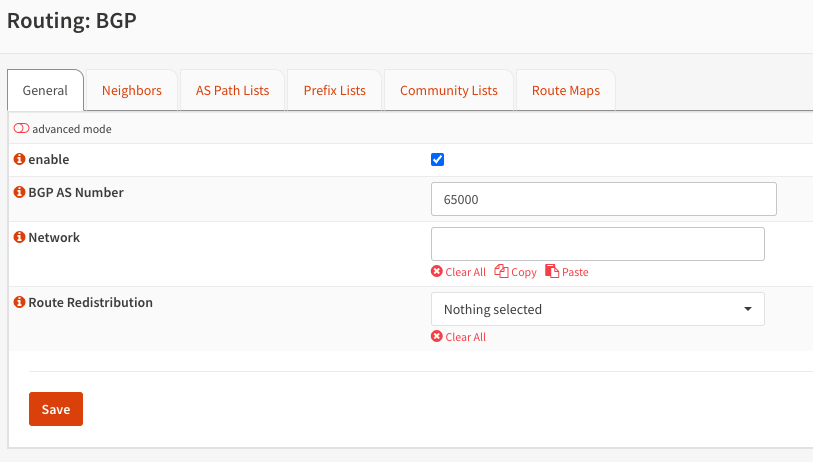 Routing: BGP
General Neighbors AS Path Lists Prefix Lists Community Lists Route Maps
advanced mode
enable
BGP AS Number 65000
Network
Clear All Copy Paste
Route Redistribution Nothing selected
Clear All
Save